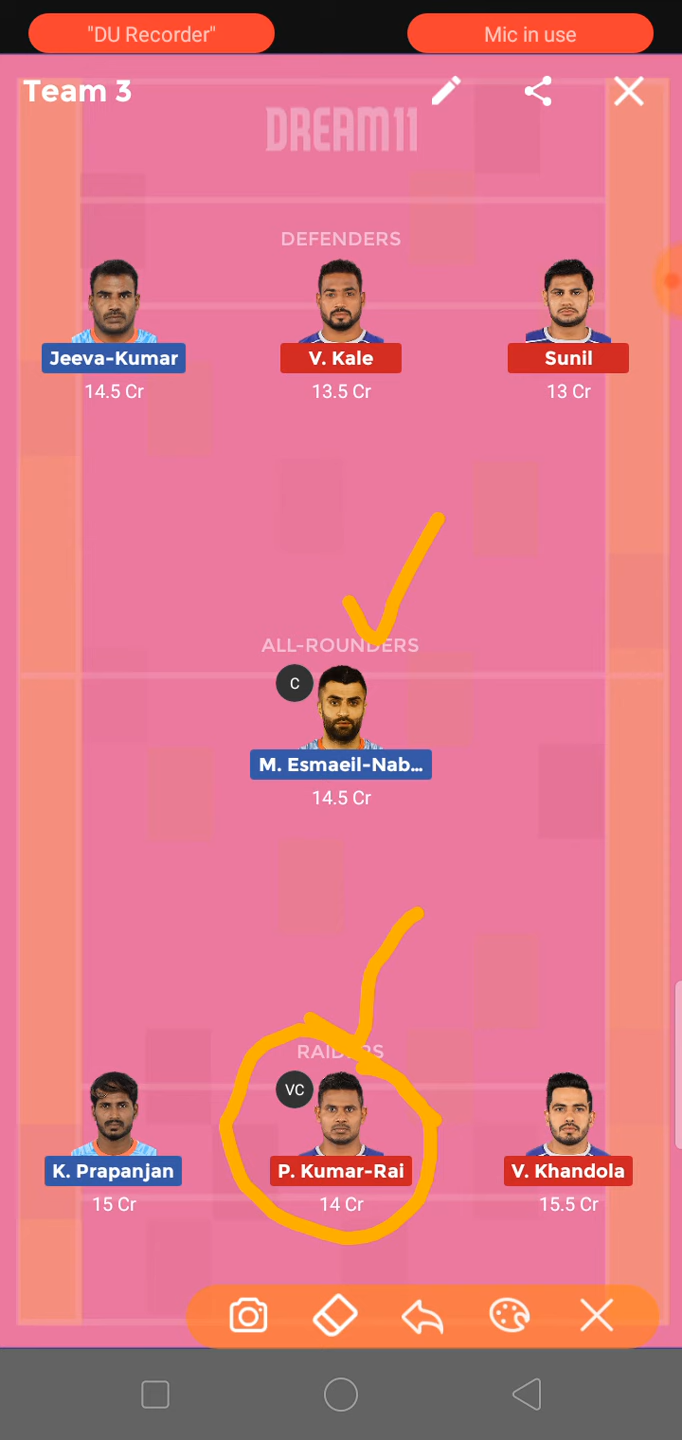 "DU Recorder" Mic in use
Team 3
DREAM11
DEFENDERS
Jeeva-Kumar V. Kale Sunil
14.5 Cr 13.5 Cr 13 Cr
ALL-ROUNDERS
C
M. Esmaeil-Nab...
14.5 Cr
RAIDERS
VC
K. Prapanjan P. Kumar-Rai V. Khandola
15 Cr 14 Cr 15.5 Cr